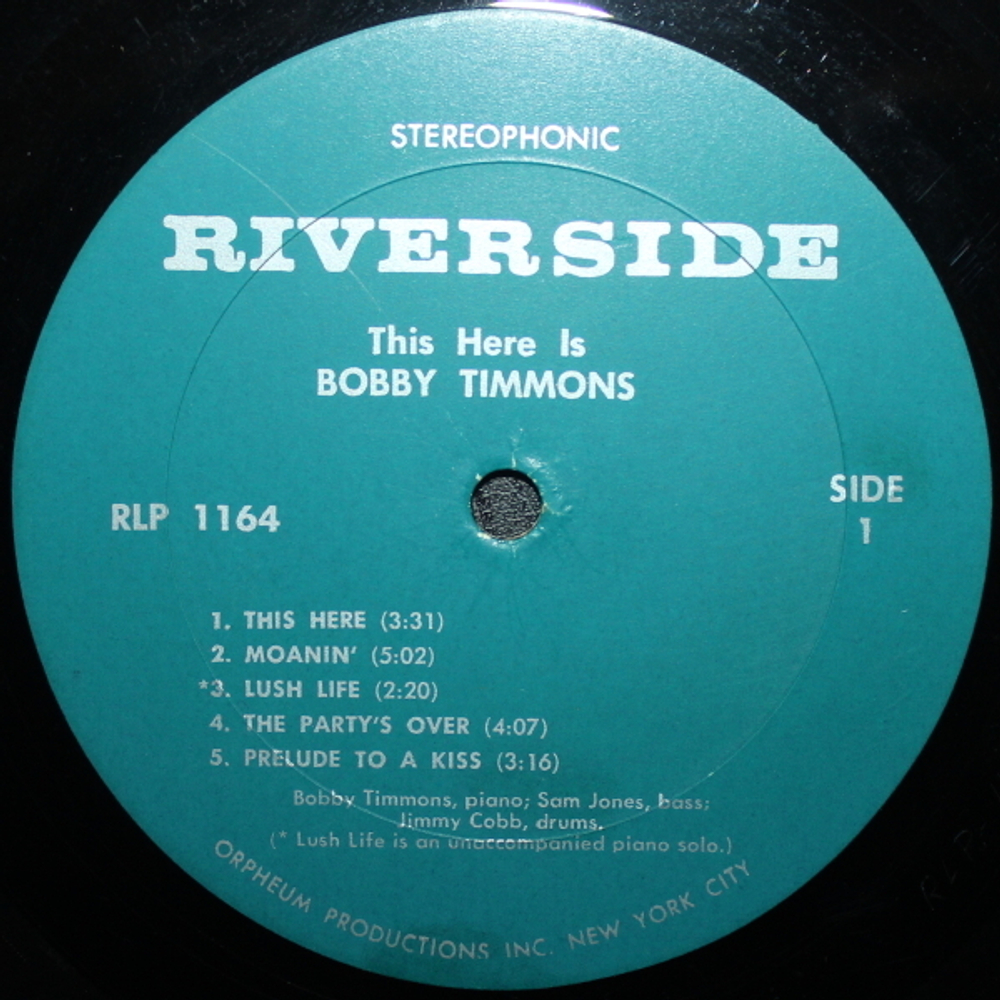 STEREOPHONIC
RIVERSIDE
This Here Is
BOBBY TIMMONS
RLP 1164
SIDE
1
1. THIS HERE (3:31)
2. MOANIN' (5:02)
*3. LUSH LIFE (2:20)
4. THE PARTY'S OVER (4:07)
5. PRELUDE TO A KISS (3:16)
Bobby Timmons, piano; Sam Jones, bass;
Jimmy Cobb, drums.
(* Lush Life is an unaccompanied piano solo.)
ORPHEUM PRODUCTIONS INC. NEW YORK CITY